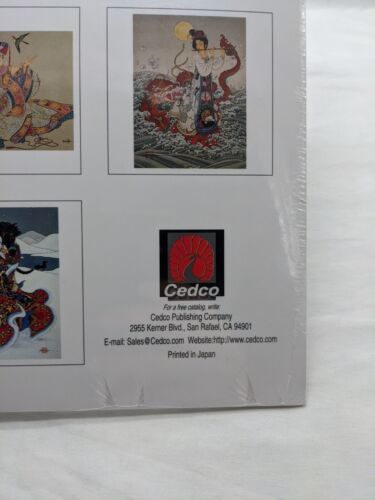 Cedco
For a free catalog, write:
Cedco Publishing Company
2955 Kerner Blvd., San Rafael, CA 94901
E-mail: Sales@Cedco.com Website:http://www.cedco.com
Printed in Japan